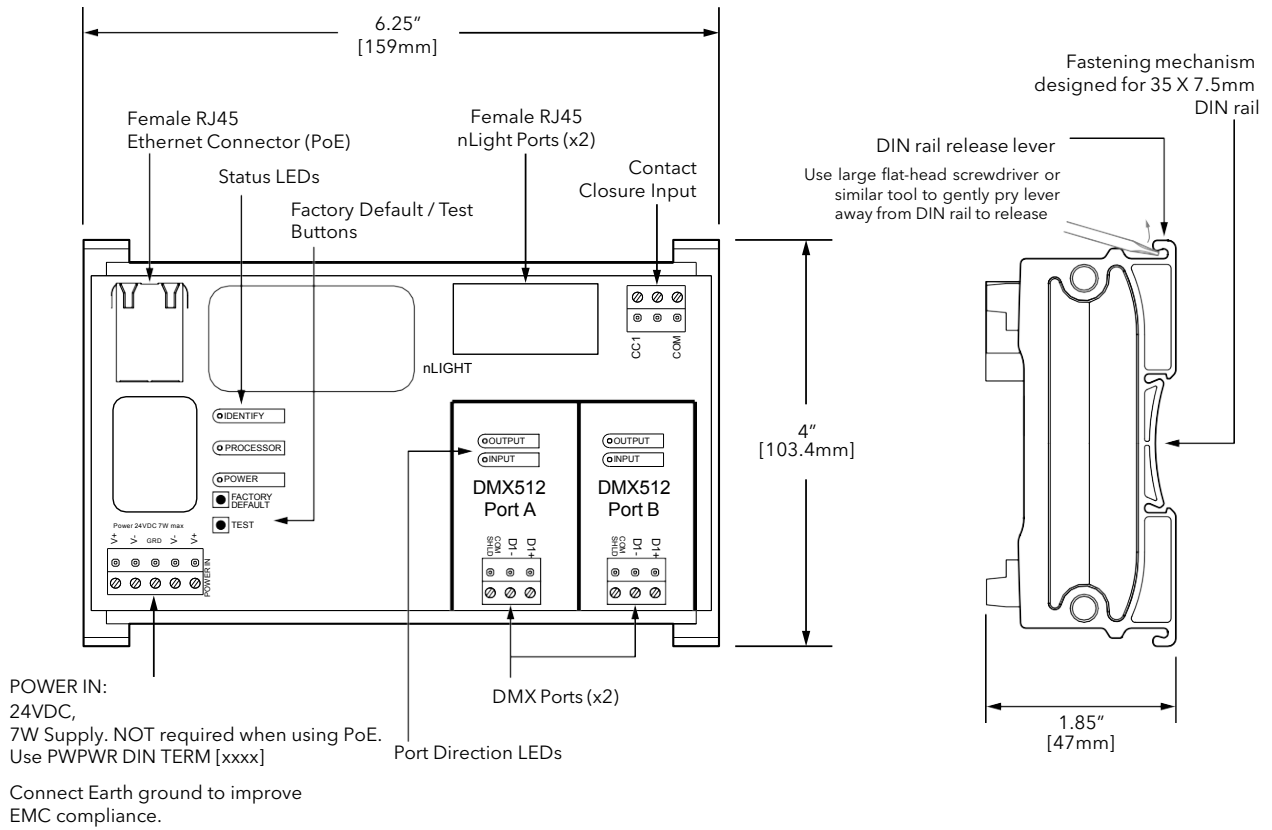 6.25”
[159mm]
Fastening mechanism
designed for 35 X 7.5mm
DIN rail
Female RJ45
Ethernet Connector (PoE)
Female RJ45
nLight Ports (x2)
DIN rail release lever
Use large flat-head screwdriver or
similar tool to gently pry lever
away from DIN rail to release
Status LEDs
Contact
Closure Input
Factory Default / Test
Buttons
CC1
COM
nLIGHT
IDENTIFY
PROCESSOR
POWER
FACTORY
DEFAULT
TEST
OUTPUT
INPUT
DMX512
Port A
COM
SHLD
D1-
D1+
OUTPUT
INPUT
DMX512
Port B
COM
SHLD
D1-
D1+
4”
[103.4mm]
Power 24VDC 7W max
V+
V-
GRD
V-
V+
POWER IN
DMX Ports (x2)
Port Direction LEDs
1.85”
[47mm]
POWER IN:
24VDC,
7W Supply. NOT required when using PoE.
Use PWPWR DIN TERM [xxxx]
Connect Earth ground to improve
EMC compliance.